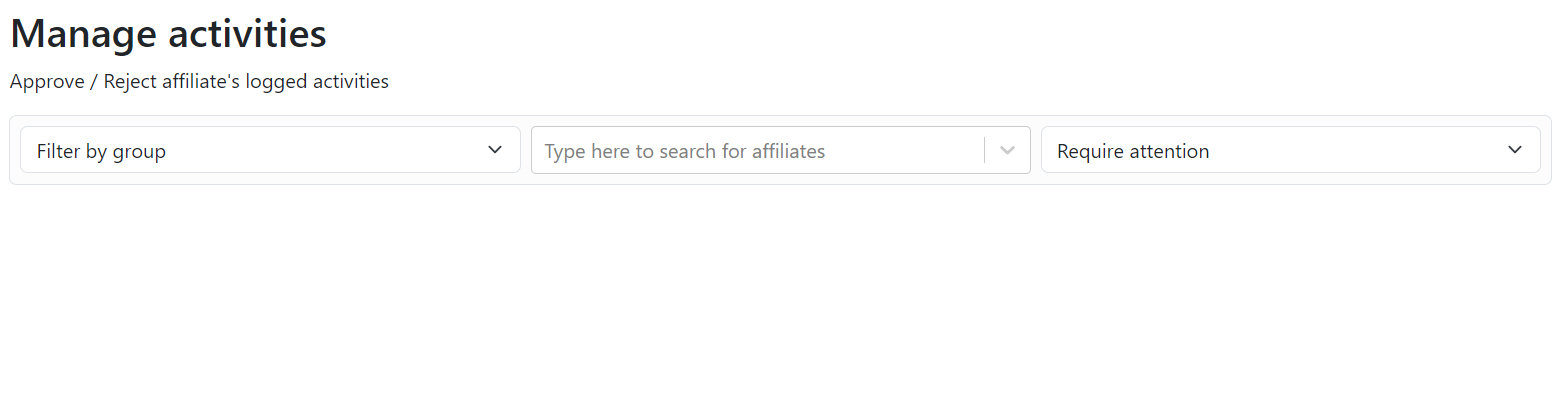 Manage activities
Approve / Reject affiliate's logged activities
Filter by group
Type here to search for affiliates
Require attention